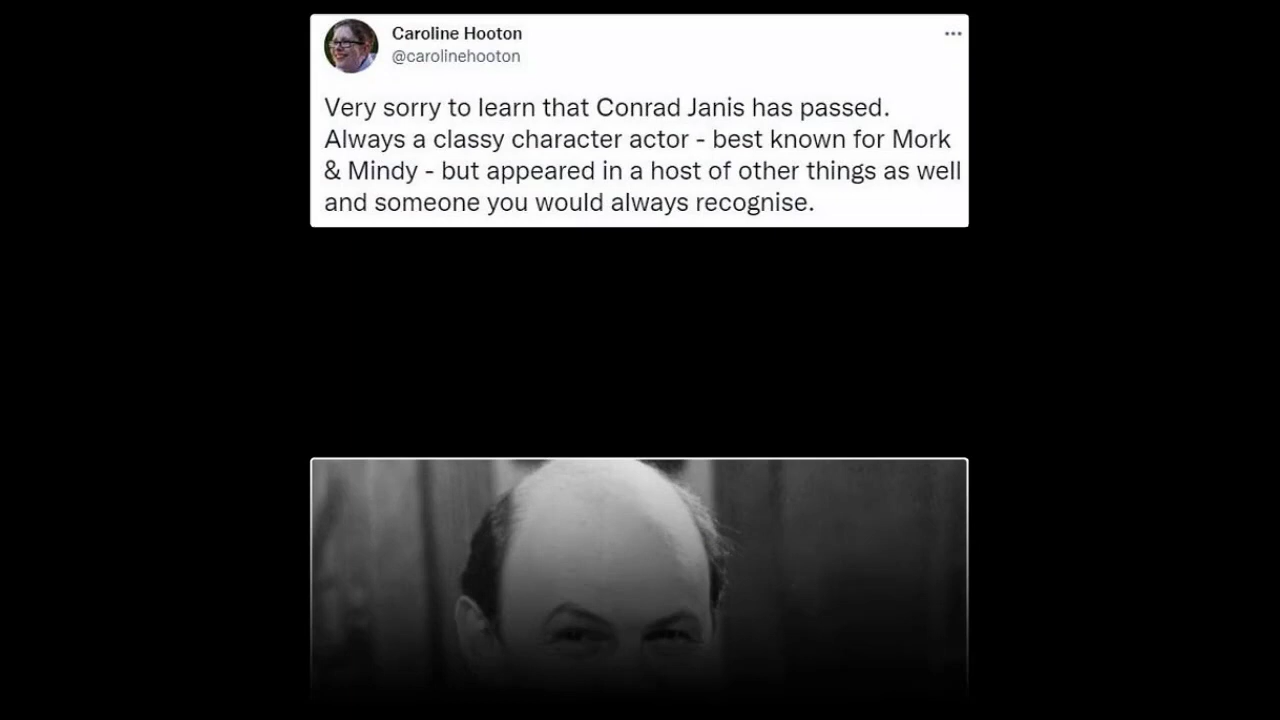 Caroline Hooton
@carolinehooton
Very sorry to learn that Conrad Janis has passed.
Always a classy character actor - best known for Mork
& Mindy - but appeared in a host of other things as well
and someone you would always recognise.